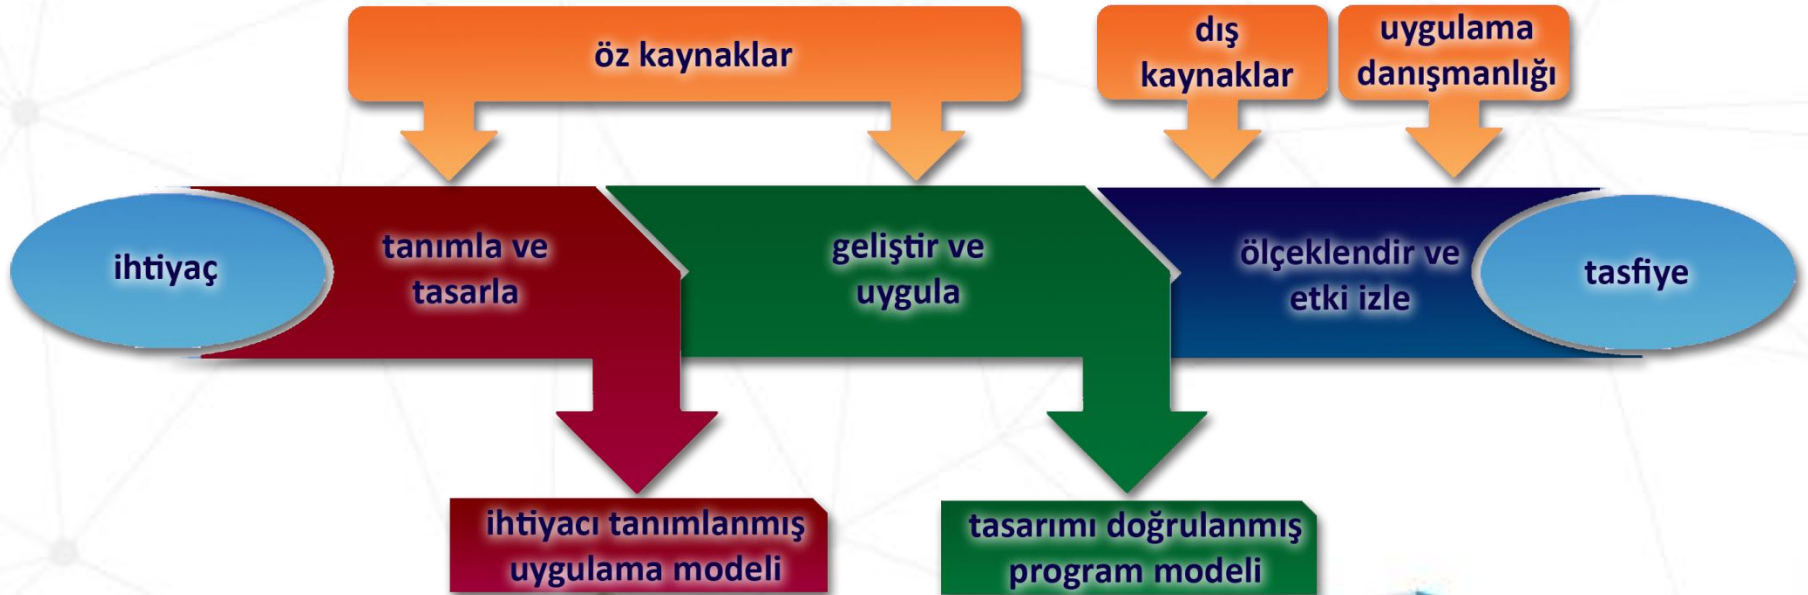 öz kaynaklar
dış
kaynaklar
uygulama
danışmanlığı
ihtiyaç
tanımla ve
tasarla
geliştir ve
uygula
ölçeklendir ve
etki izle
tasfiye
ihtiyacı tanımlanmış
uygulama modeli
tasarımı doğrulanmış
program modeli